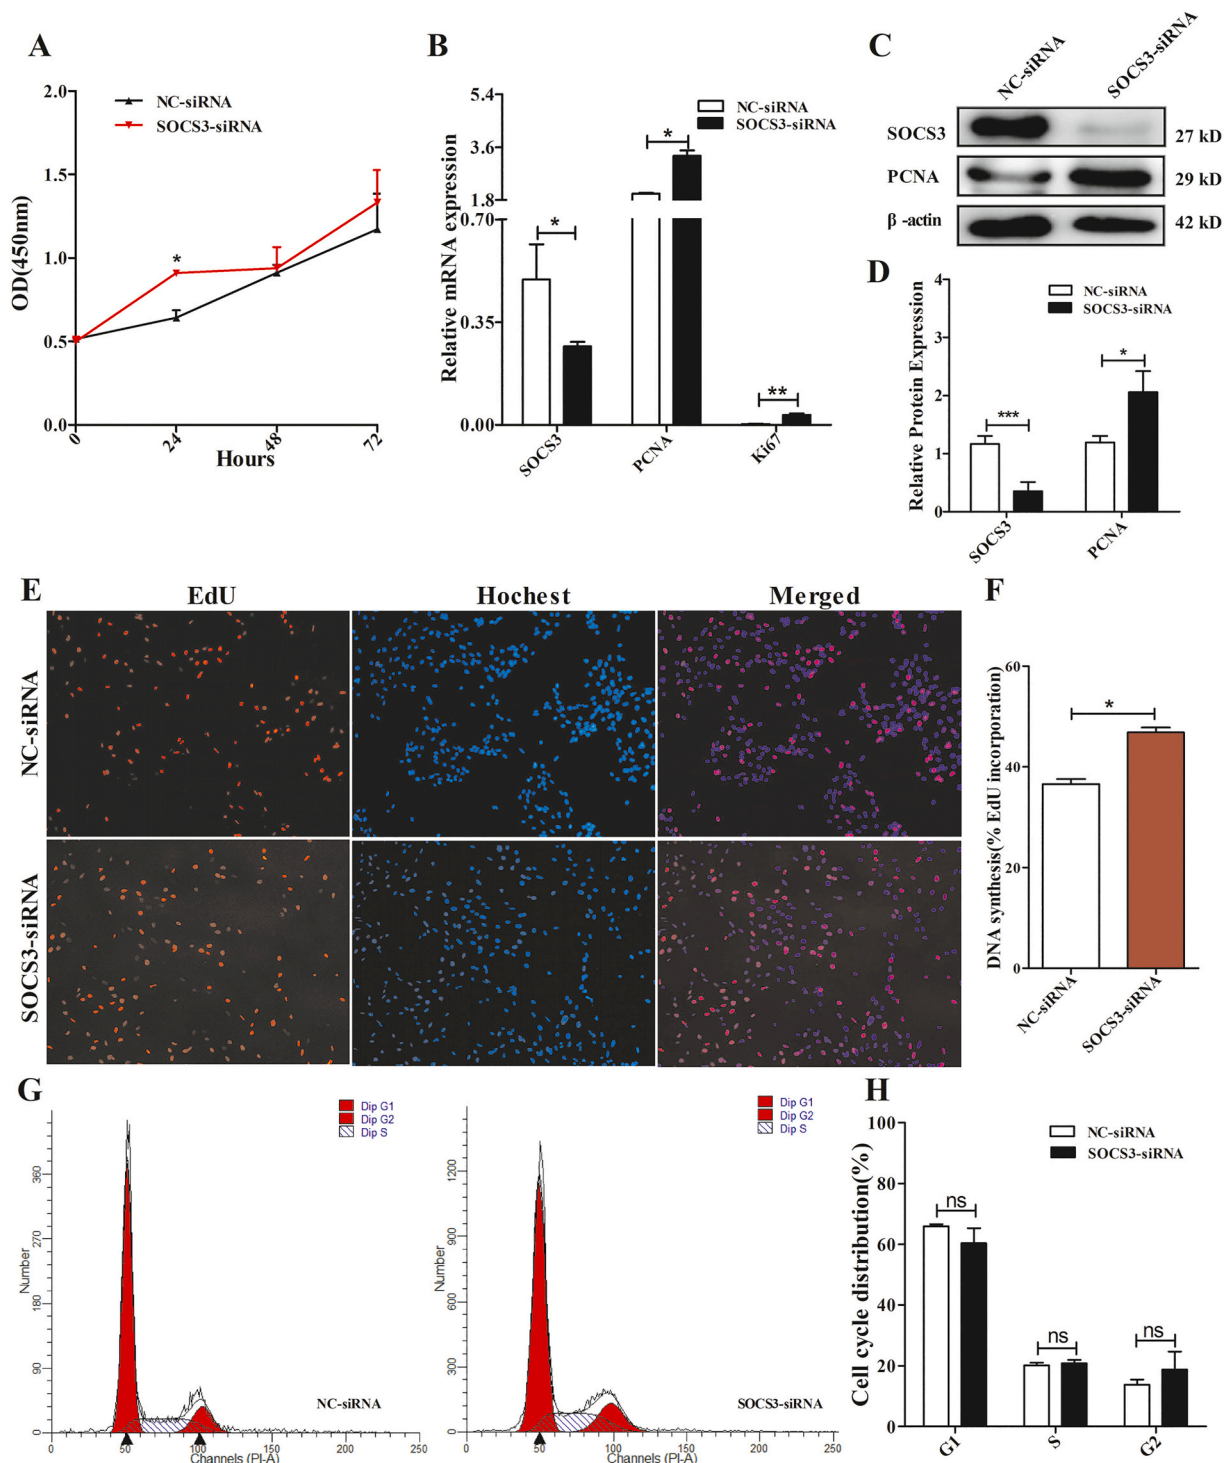 A
2.0
1.5
1.0
0.5
0.0
OD(450nm)
NC-siRNA
SOCS3-siRNA
*
0
24
48
72
Hours
B
5.4
3.6
1.8
0.70
0.35
0.00
Relative mRNA expression
NC-siRNA
SOCS3-siRNA
*
*
**
SOCS3
PCNA
Ki67
C
NC-siRNA
SOCS3-siRNA
SOCS3
27 kD
PCNA
29 kD
β -actin
42 kD
D
4
3
2
1
0
Relative Protein Expression
NC-siRNA
SOCS3-siRNA
***
*
SOCS3
PCNA
E
EdU
Hochest
Merged
NC-siRNA
SOCS3-siRNA
F
60
40
20
0
DNA synthesis(% EdU incorporation)
*
NC-siRNA
SOCS3-siRNA
G
Dip G1
Dip G2
Dip S
360
270
180
90
0
Number
NC-siRNA
0
50
100
150
200
250
Channels (PI-A)
Dip G1
Dip G2
Dip S
1200
900
600
300
0
Number
SOCS3-siRNA
0
50
100
150
200
250
Channels (PI-A)
H
100
80
60
40
20
0
Cell cycle distribution(%)
NC-siRNA
SOCS3-siRNA
ns
ns
ns
G1
S
G2